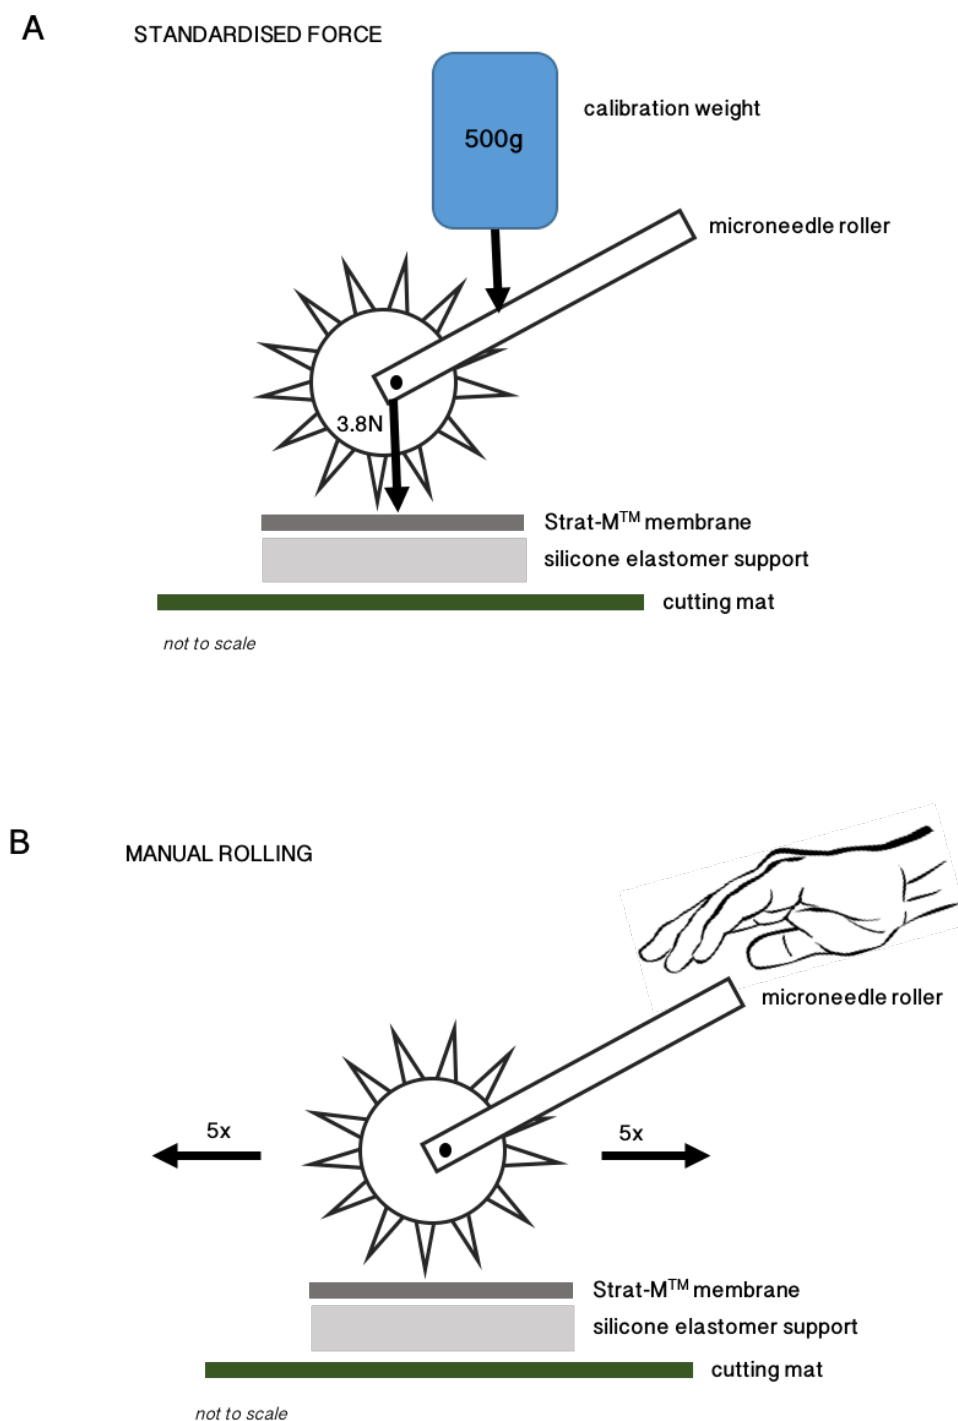 A
STANDARDISED FORCE
calibration weight
500g
microneedle roller
3.8N
Strat-M™ membrane
silicone elastomer support
cutting mat
not to scale
B
MANUAL ROLLING
microneedle roller
5x
5x
Strat-M™ membrane
silicone elastomer support
cutting mat
not to scale